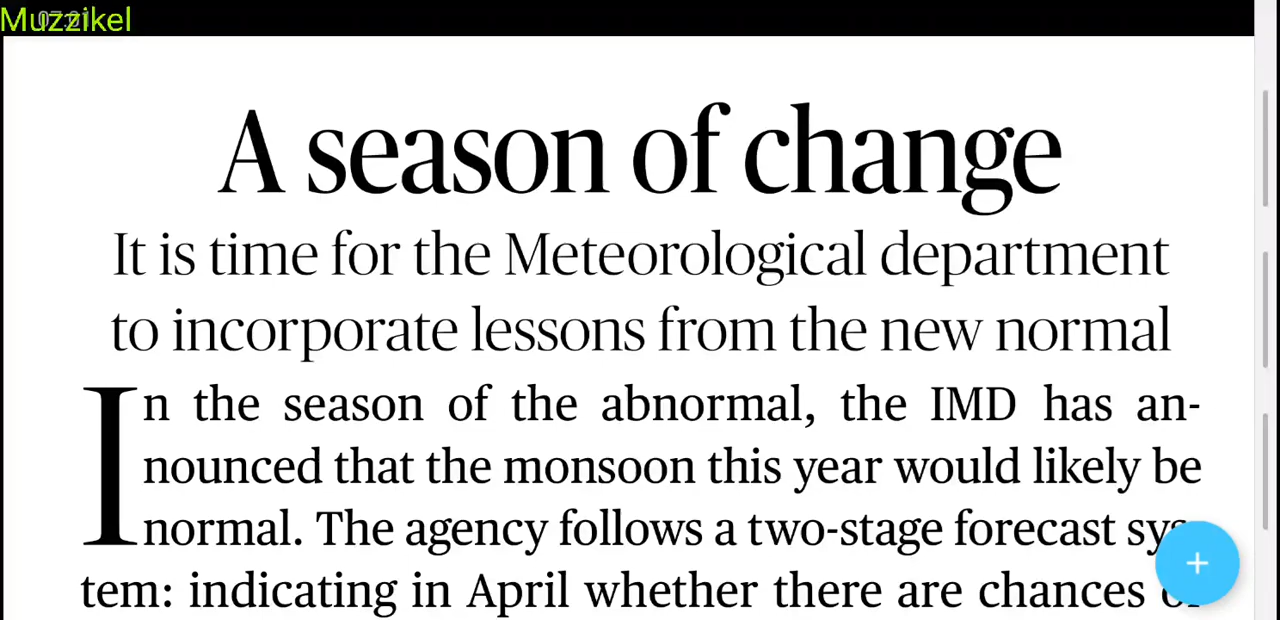 Muzzikel
A season of change
It is time for the Meteorological department
to incorporate lessons from the new normal
In the season of the abnormal, the IMD has an-
nounced that the monsoon this year would likely be
normal. The agency follows a two-stage forecast sys-
tem: indicating in April whether there are chances of